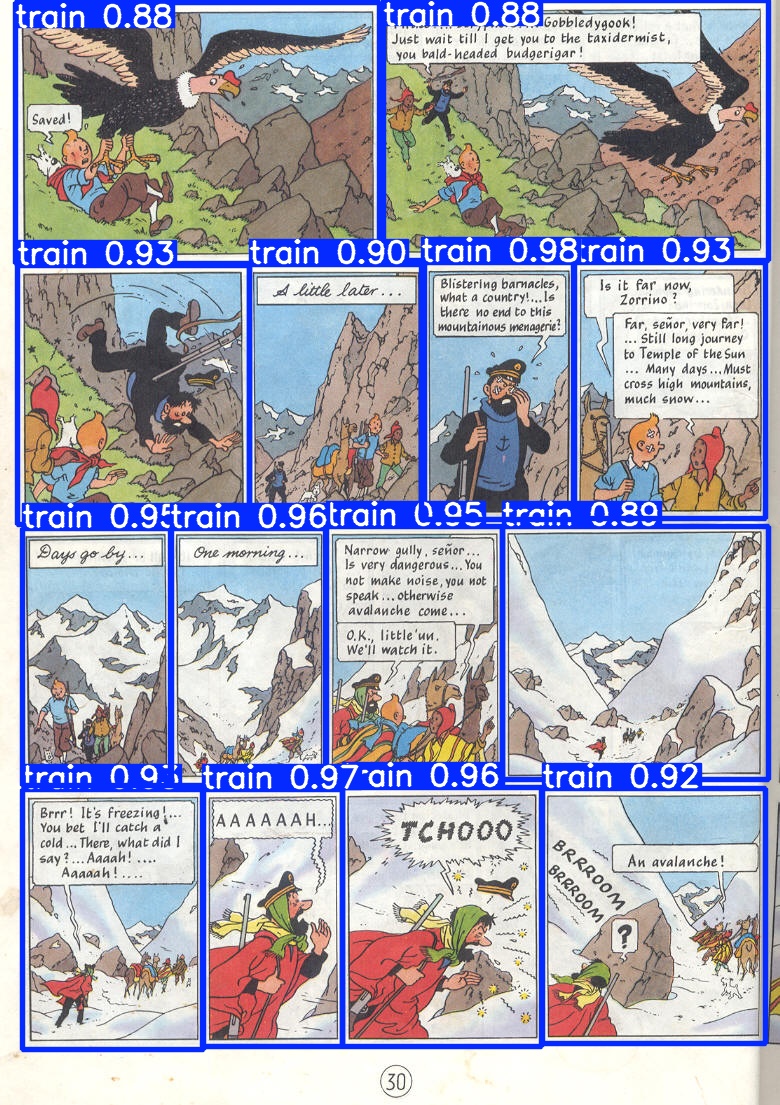 train 0.88
train 0.88
Saved!
Gobbledygook!
Just wait till I get you to the taxidermist,
you bald-headed budgerigar!
train 0.93
train 0.90
train 0.98
train 0.93
A little later...
Blistering barnacles,
what a country!...Is
there no end to this
mountainous menagerie?
Is it far now,
Zorrino?
Far, señor, very far!
... Still long journey
to Temple of the Sun
... Many days...Must
cross high mountains,
much snow...
train 0.95
train 0.96
train 0.95
train 0.89
Days go by...
One morning...
Narrow gully, señor...
Is very dangerous...You
not make noise, you not
speak... otherwise
avalanche come...
O.K., little'un.
We'll watch it.
train 0.93
train 0.97
ain 0.96
train 0.92
Brrr! It's freezing!...
You bet I'll catch a
cold...There, what did I
say?...Aaaah!....
Aaaaah!....
AAAAAAH...
TCHOOO
BRRROOM
BRRROOM
An avalanche!
?
30